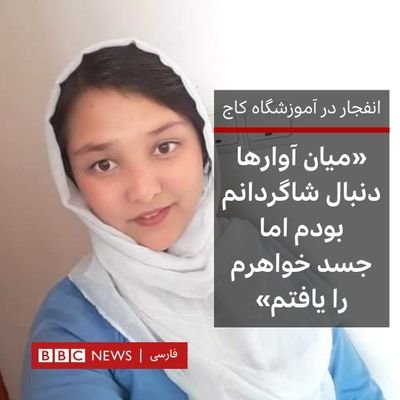 انفجار در آموزشگاه کاج
«میان آوارها
دنبال شاگردانم
بودم اما
جسد خواهرم
را یافتم»
BBC NEWS | فارسی